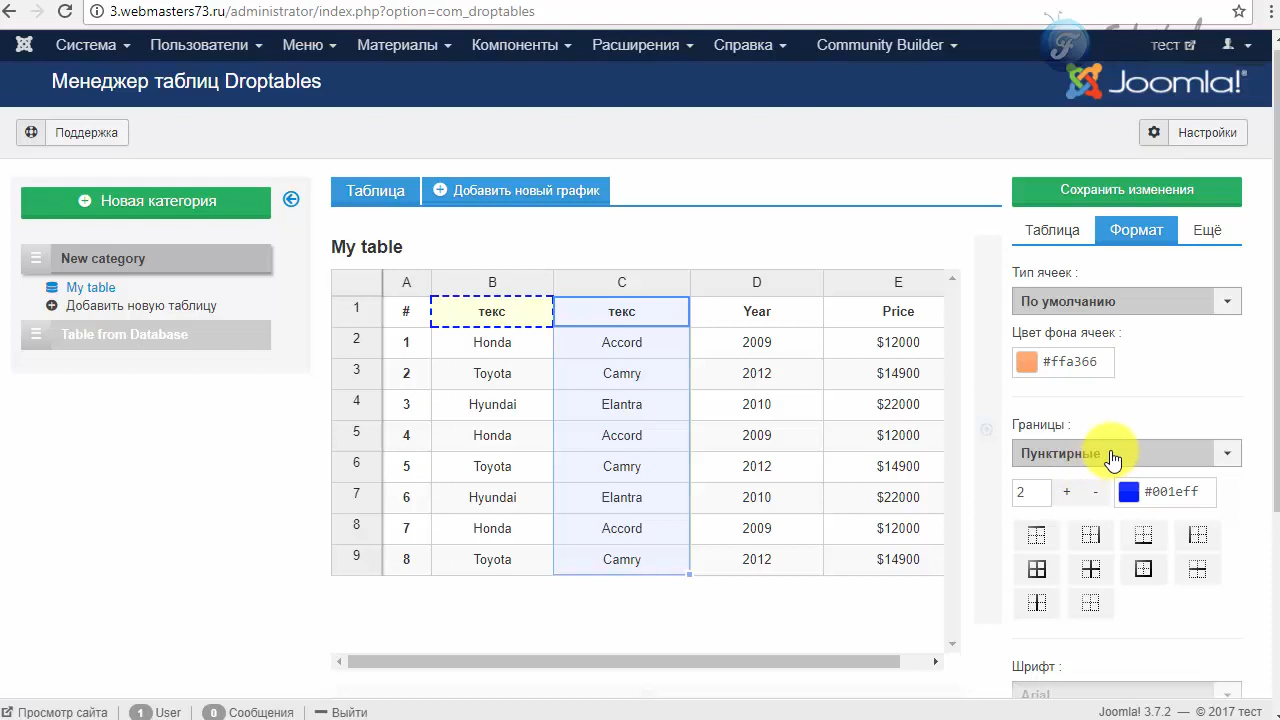 3.webmasters73.ru/administrator/index.php?option=com_droptables
Система Пользователи Меню Материалы Компоненты Расширения Справка Community Builder тест
Менеджер таблиц Droptables
Joomla!®
Поддержка
Настройки
Новая категория
New category
My table
Добавить новую таблицу
Table from Database
Таблица Добавить новый график
My table
A B C D E
1 # текс текс Year Price
2 1 Honda Accord 2009 $12000
3 2 Toyota Camry 2012 $14900
4 3 Hyundai Elantra 2010 $22000
5 4 Honda Accord 2009 $12000
6 5 Toyota Camry 2012 $14900
7 6 Hyundai Elantra 2010 $22000
8 7 Honda Accord 2009 $12000
9 8 Toyota Camry 2012 $14900
Сохранить изменения
Таблица Формат Ещё
Тип ячеек :
По умолчанию
Цвет фона ячеек :
#ffa366
Границы :
Пунктирные
2 + - #001eff
Шрифт :
Arial
Просмотр сайта 1 User 0 Сообщения Выйти
Joomla! 3.7.2 — © 2017 тест